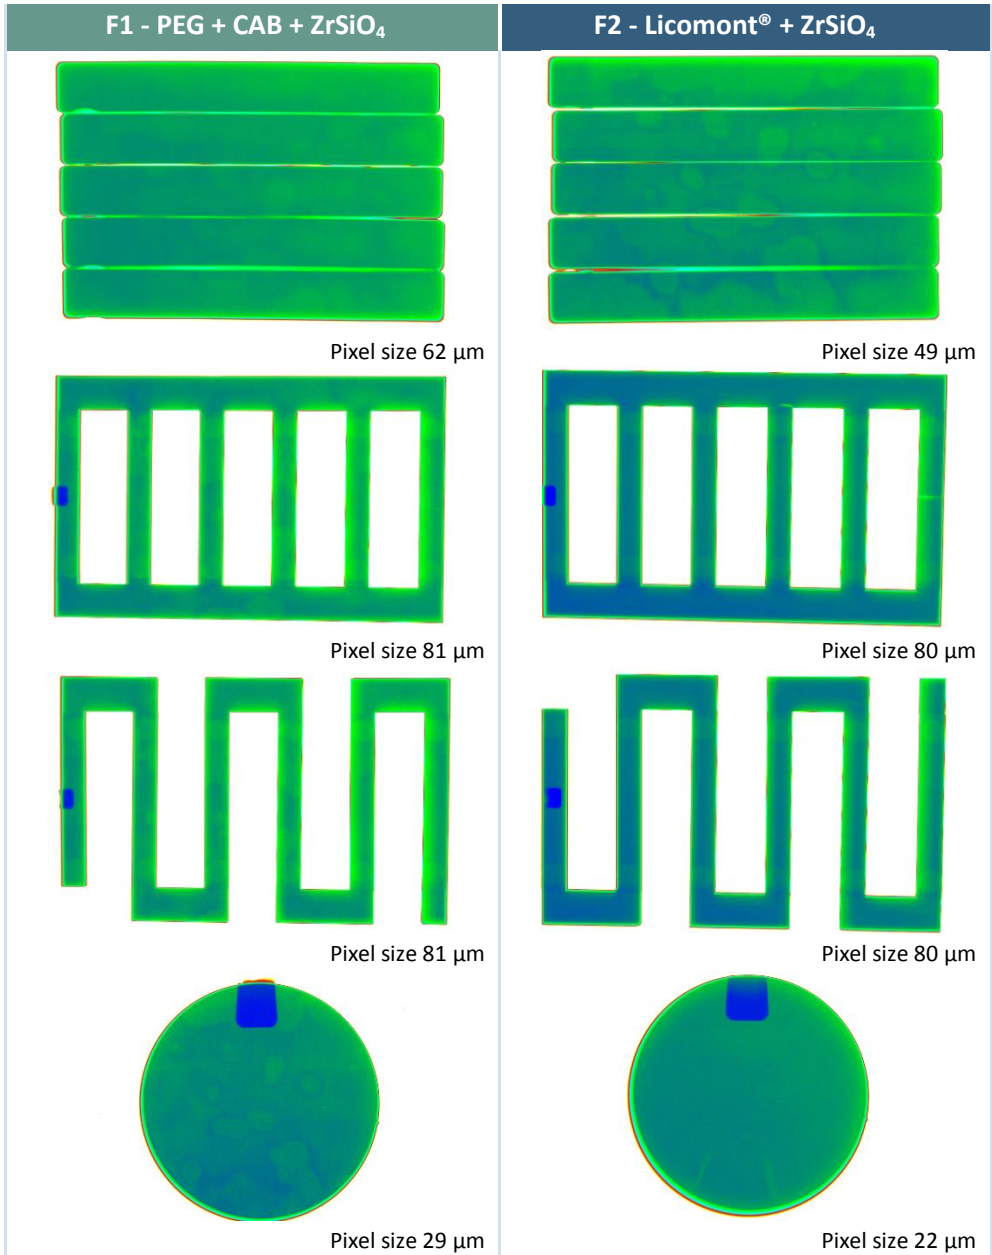 F1 - PEG + CAB + ZrSiO₄
F2 - Licomont® + ZrSiO₄
Pixel size 62 µm
Pixel size 49 µm
Pixel size 81 µm
Pixel size 80 µm
Pixel size 81 µm
Pixel size 80 µm
Pixel size 29 µm
Pixel size 22 µm